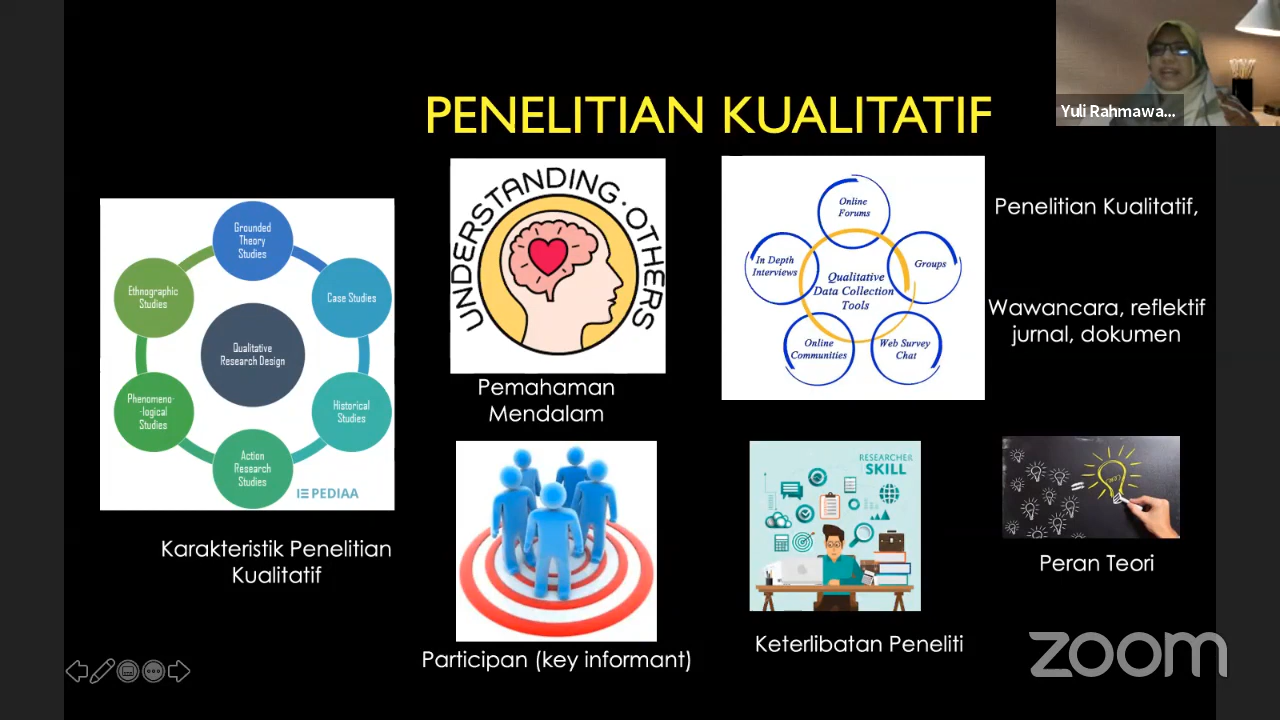 PENELITIAN KUALITATIF
Yuli Rahmawa...
Grounded
Theory
Studies
Ethnographic
Studies
Case Studies
Qualitative
Research Design
Phenomeno-
-logical
Studies
Historical
Studies
Action
Research
Studies
PEDIAA
Karakteristik Penelitian
Kualitatif
UNDERSTANDING·OTHERS
Pemahaman
Mendalam
Online
Forums
In Depth
Interviews
Groups
Qualitative
Data Collection
Tools
Online
Communities
Web Survey
Chat
Penelitian Kualitatif,
Wawancara, reflektif
jurnal, dokumen
Participan (key informant)
RESEARCHER
SKILL
Keterlibatan Peneliti
Peran Teori
zoom